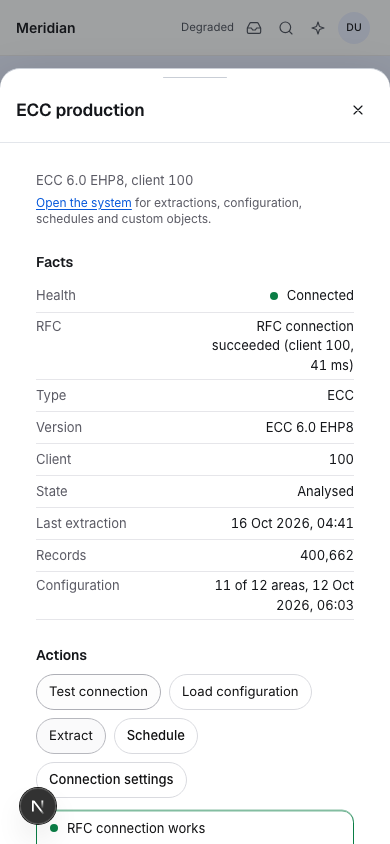 Meridian
Degraded
DU
ECC production
ECC 6.0 EHP8, client 100
Open the system for extractions, configuration,
schedules and custom objects.
Facts
Health
Connected
RFC
RFC connection
succeeded (client 100,
41 ms)
Type
ECC
Version
ECC 6.0 EHP8
Client
100
State
Analysed
Last extraction
16 Oct 2026, 04:41
Records
400,662
Configuration
11 of 12 areas, 12 Oct
2026, 06:03
Actions
Test connection
Load configuration
Extract
Schedule
Connection settings
N
RFC connection works